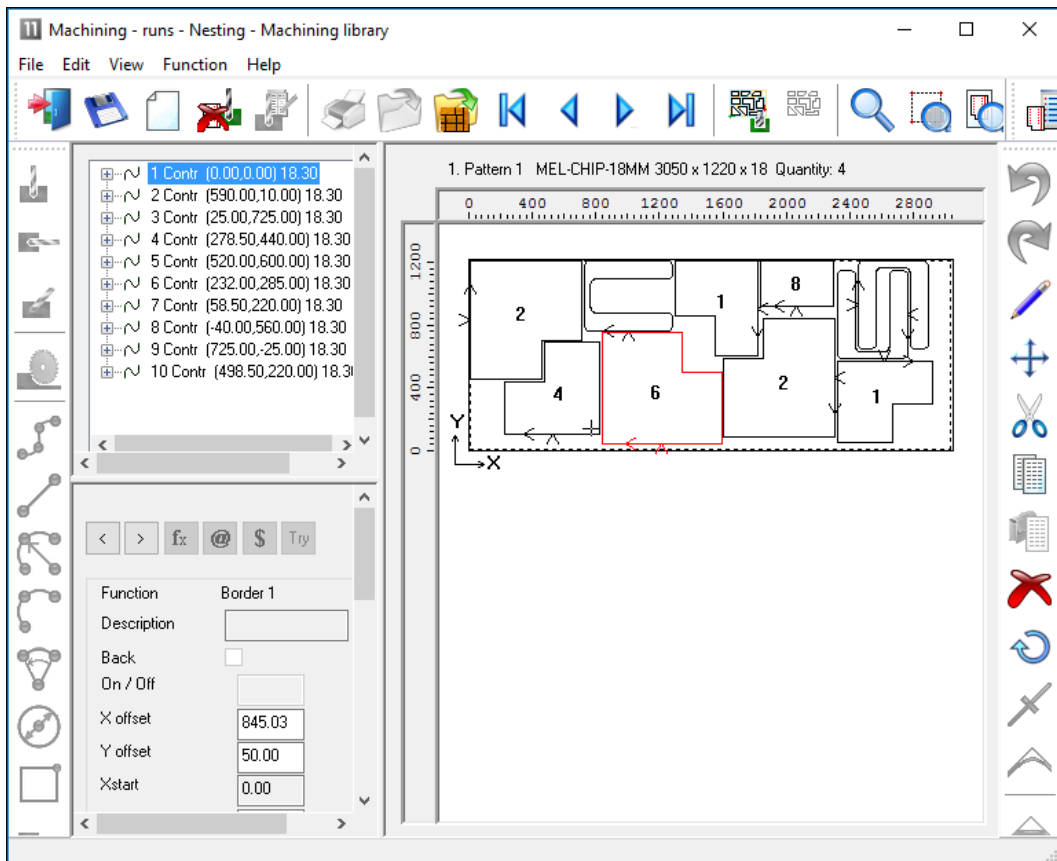 11 Machining - runs - Nesting - Machining library
File Edit View Function Help
1 Contr (0.00,0.00) 18.30
2 Contr (590.00,10.00) 18.30
3 Contr (25.00,725.00) 18.30
4 Contr (278.50,440.00) 18.30
5 Contr (520.00,600.00) 18.30
6 Contr (232.00,285.00) 18.30
7 Contr (58.50,220.00) 18.30
8 Contr (-40.00,560.00) 18.30
9 Contr (725.00,-25.00) 18.30
10 Contr (498.50,220.00) 18.3
< > fx @ $ Try
Function Border 1
Description
Back
On / Off
X offset 845.03
Y offset 50.00
Xstart 0.00
1. Pattern 1 MEL-CHIP-18MM 3050 x 1220 x 18 Quantity: 4
0 400 800 1200 1600 2000 2400 2800
1200
800
400
0
2 1 8
4 6 2 1
Y
X